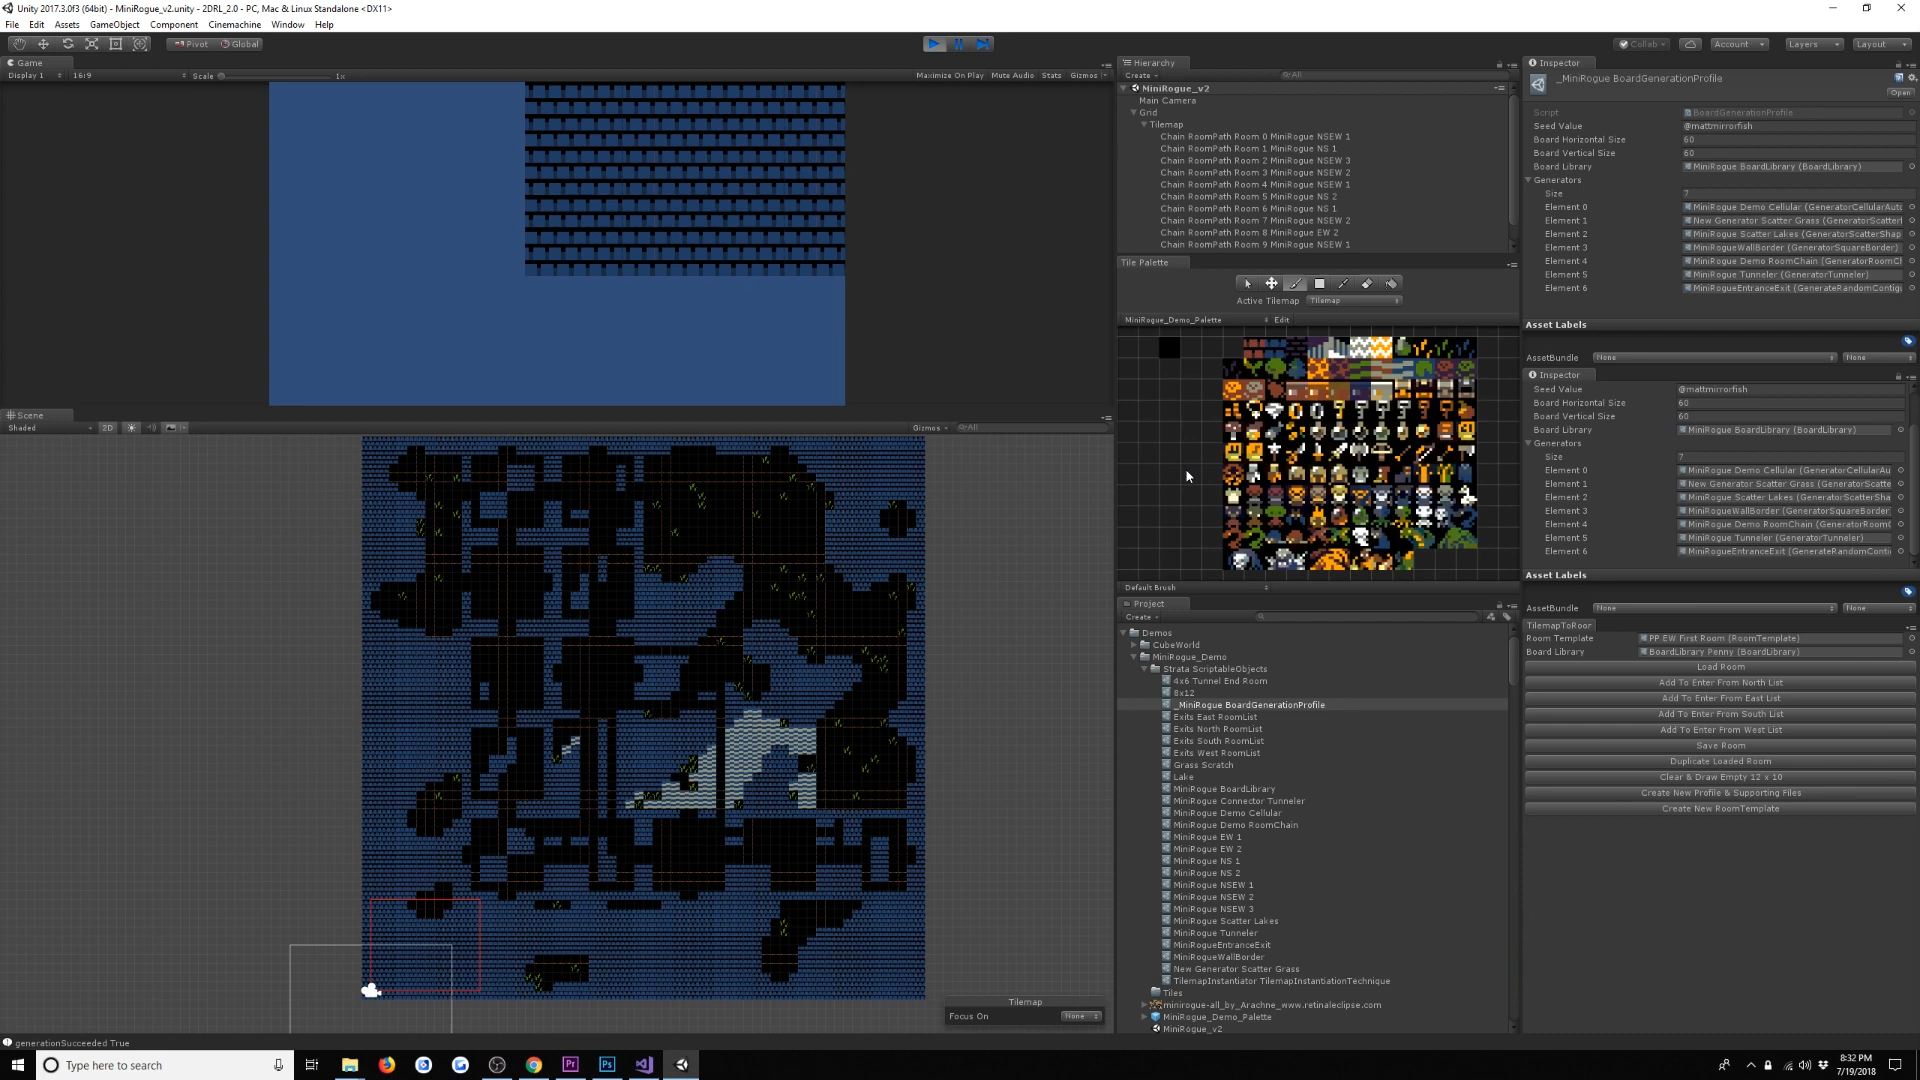 Unity 2017.3.0f3 (64bit) - MiniRogue_v2.unity - 2DRL_2.0 - PC, Mac & Linux Standalone <DX11>
File Edit Assets GameObject Component Cinemachine Window Help
Pivot Global
Collab Account Layers Layout
Game
Display 1 16:9 Scale 1x Maximize On Play Mute Audio Stats Gizmos
Scene
Shaded 2D Gizmos All
Tilemap
Focus On None
Hierarchy
Create All
MiniRogue_v2
Main Camera
Grid
Tilemap
Chain RoomPath Room 0 MiniRogue NSEW 1
Chain RoomPath Room 1 MiniRogue NS 1
Chain RoomPath Room 2 MiniRogue NSEW 3
Chain RoomPath Room 3 MiniRogue NSEW 2
Chain RoomPath Room 4 MiniRogue NSEW 1
Chain RoomPath Room 5 MiniRogue NS 2
Chain RoomPath Room 6 MiniRogue NS 1
Chain RoomPath Room 7 MiniRogue NSEW 2
Chain RoomPath Room 8 MiniRogue EW 2
Chain RoomPath Room 9 MiniRogue NSEW 1
Tile Palette
Active Tilemap Tilemap
MiniRogue_Demo_Palette Edit
Default Brush
Project
Create
Demos
CubeWorld
MiniRogue_Demo
Strata ScriptableObjects
4x6 Tunnel End Room
8x12
_MiniRogue BoardGenerationProfile
Exits East RoomList
Exits North RoomList
Exits South RoomList
Exits West RoomList
Grass Scratch
Lake
MiniRogue BoardLibrary
MiniRogue Connector Tunneler
MiniRogue Demo Cellular
MiniRogue Demo RoomChain
MiniRogue EW 1
MiniRogue EW 2
MiniRogue NS 1
MiniRogue NS 2
MiniRogue NSEW 1
MiniRogue NSEW 2
MiniRogue NSEW 3
MiniRogue Scatter Lakes
MiniRogue Tunneler
MiniRogueEntranceExit
MiniRogueWallBorder
New Generator Scatter Grass
TilemapInstantiator TilemapInstantiationTechnique
Tiles
minirogue-all_by_Arachne_www.retinaleclipse.com
MiniRogue_Demo_Palette
MiniRogue_v2
Inspector
_MiniRogue BoardGenerationProfile
Open
Script BoardGenerationProfile
Seed Value @mattmirrorfish
Board Horizontal Size 60
Board Vertical Size 60
Board Library MiniRogue BoardLibrary (BoardLibrary)
Generators
Size 7
Element 0 MiniRogue Demo Cellular (GeneratorCellularAuto
Element 1 New Generator Scatter Grass (GeneratorScatterf
Element 2 MiniRogue Scatter Lakes (GeneratorScatterShap
Element 3 MiniRogueWallBorder (GeneratorSquareBorder)
Element 4 MiniRogue Demo RoomChain (GeneratorRoomCh
Element 5 MiniRogue Tunneler (GeneratorTunneler)
Element 6 MiniRogueEntranceExit (GenerateRandomContigu
Asset Labels
AssetBundle None None
Inspector
Seed Value @mattmirrorfish
Board Horizontal Size 60
Board Vertical Size 60
Board Library MiniRogue BoardLibrary (BoardLibrary)
Generators
Size 7
Element 0 MiniRogue Demo Cellular (GeneratorCellularAu
Element 1 New Generator Scatter Grass (GeneratorScatte
Element 2 MiniRogue Scatter Lakes (GeneratorScatterSha
Element 3 MiniRogueWallBorder (GeneratorSquareBorder
Element 4 MiniRogue Demo RoomChain (GeneratorRoomC
Element 5 MiniRogue Tunneler (GeneratorTunneler)
Element 6 MiniRogueEntranceExit (GenerateRandomConti
Asset Labels
AssetBundle None None
TilemapToRoor
Room Template PP EW First Room (RoomTemplate)
Board Library BoardLibrary Penny (BoardLibrary)
Load Room
Add To Enter From North List
Add To Enter From East List
Add To Enter From South List
Add To Enter From West List
Save Room
Duplicate Loaded Room
Clear & Draw Empty 12 x 10
Create New Profile & Supporting Files
Create New RoomTemplate
generationSucceeded True
Type here to search
8:32 PM
7/19/2018